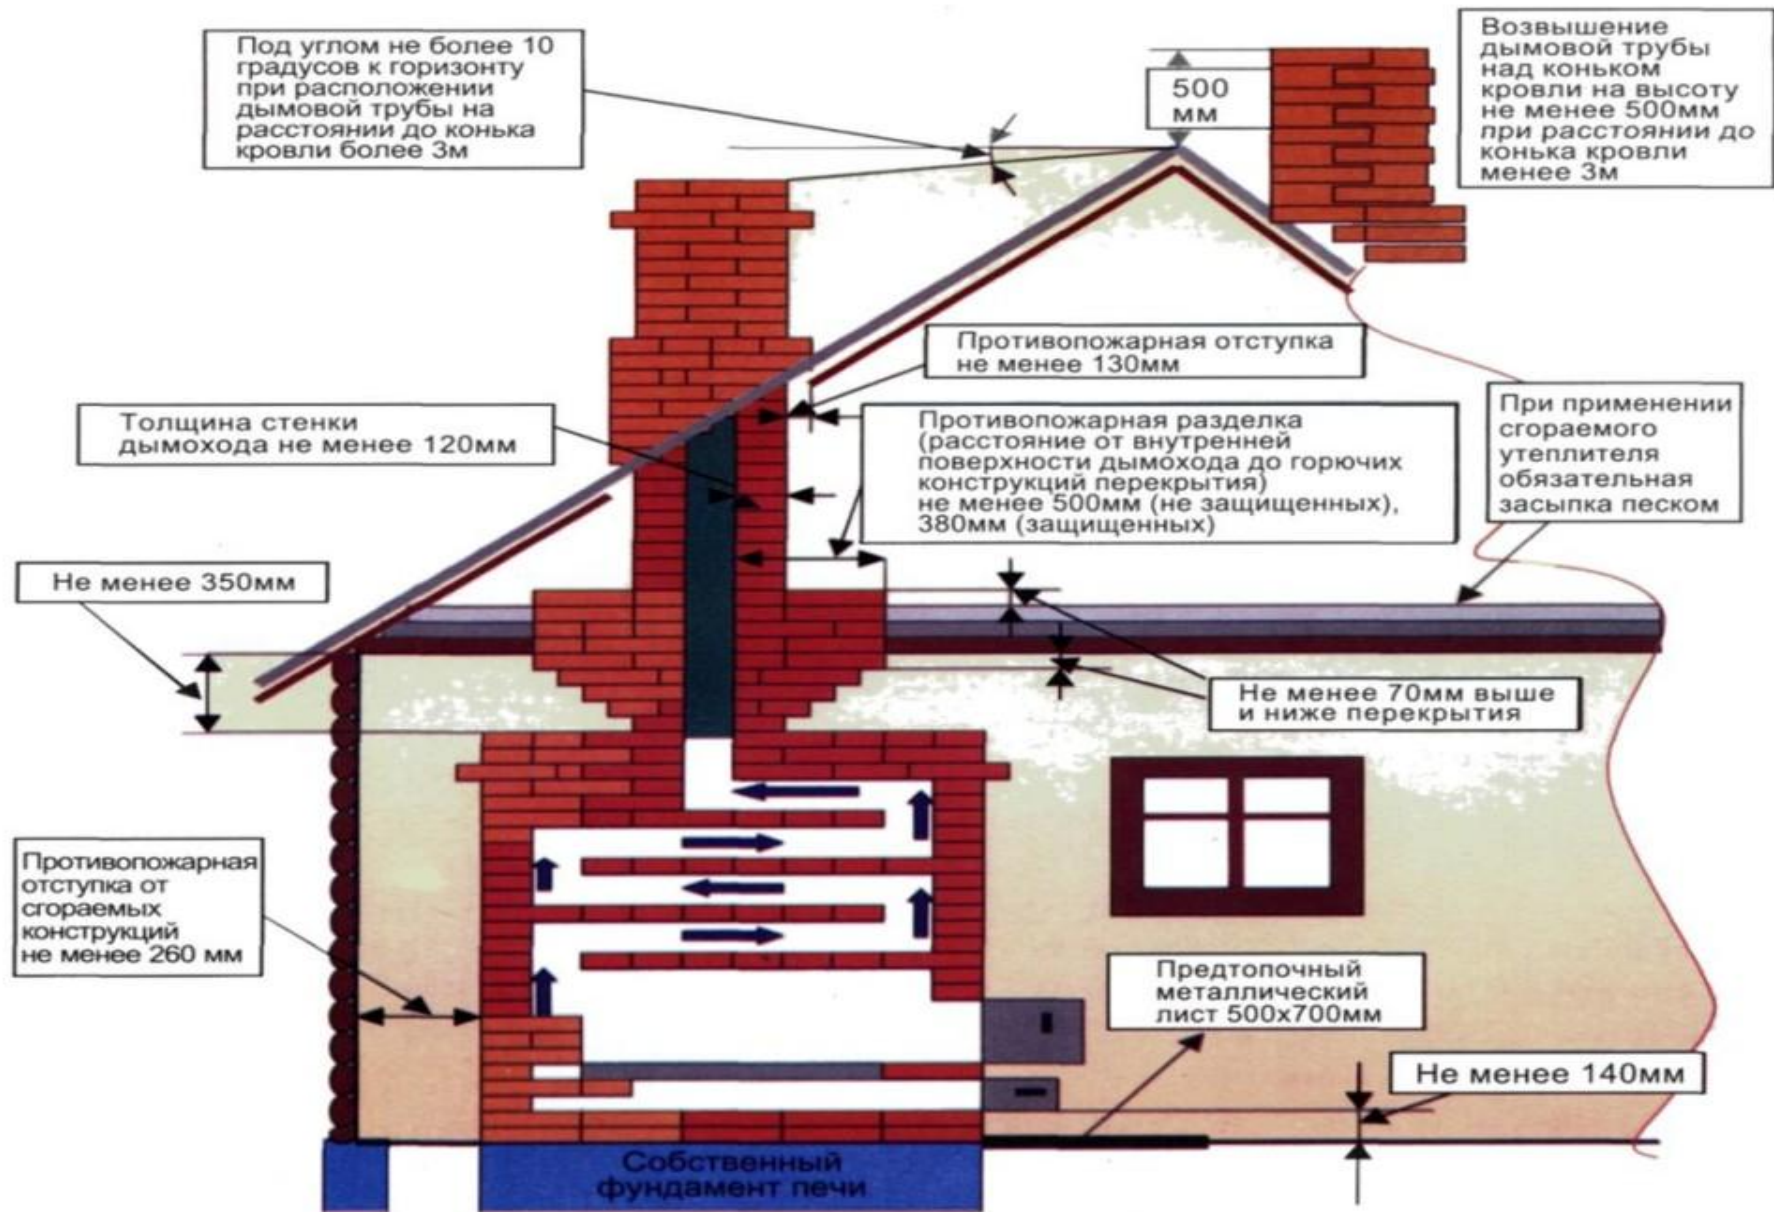 Под углом не более 10
градусов к горизонту
при расположении
дымовой трубы на
расстоянии до конька
кровли более 3м
500
мм
Возвышение
дымовой трубы
над коньком
кровли на высоту
не менее 500мм
при расстоянии до
конька кровли
менее 3м
Противопожарная отступка
не менее 130мм
Толщина стенки
дымохода не менее 120мм
Противопожарная разделка
(расстояние от внутренней
поверхности дымохода до горючих
конструкций перекрытия)
не менее 500мм (не защищенных),
380мм (защищенных)
При применении
сгораемого
утеплителя
обязательная
засыпка песком
Не менее 350мм
Не менее 70мм выше
и ниже перекрытия
Противопожарная
отступка от
сгораемых
конструкций
не менее 260 мм
Предтопочный
металлический
лист 500х700мм
Не менее 140мм
Собственный
фундамент печи